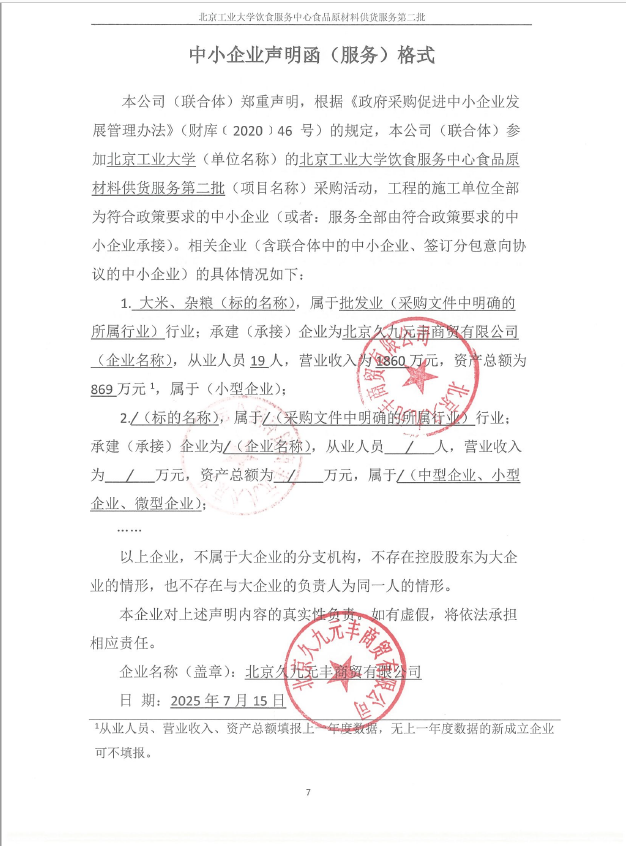 北京工业大学饮食服务中心食品原材料供货服务第二批
中小企业声明函（服务）格式
本公司（联合体）郑重声明，根据《政府采购促进中小企业发
展管理办法》（财库﹝2020﹞46 号）的规定，本公司（联合体）参
加北京工业大学（单位名称）的北京工业大学饮食服务中心食品原
材料供货服务第二批（项目名称）采购活动，工程的施工单位全部
为符合政策要求的中小企业（或者：服务全部由符合政策要求的中
小企业承接）。相关企业（含联合体中的中小企业、签订分包意向协
议的中小企业）的具体情况如下：
1. 大米、杂粮（标的名称），属于批发业（采购文件中明确的
所属行业）行业；承建（承接）企业为北京久九元丰商贸有限公司
（企业名称），从业人员 19 人，营业收入为 1860 万元，资产总额为
869 万元 ¹，属于（小型企业）；
2./（标的名称），属于/（采购文件中明确的所属行业）行业；
承建（承接）企业为/（企业名称），从业人员 / 人，营业收入
为 / 万元，资产总额为 / 万元，属于/（中型企业、小型
企业、微型企业）；
……
以上企业，不属于大企业的分支机构，不存在控股股东为大企
业的情形，也不存在与大企业的负责人为同一人的情形。
本企业对上述声明内容的真实性负责。如有虚假，将依法承担
相应责任。
企业名称（盖章）：北京久九元丰商贸有限公司
日 期：2025 年 7 月 15 日
北京久九元丰商贸有限公司
北京久九元丰商贸有限公司
¹从业人员、营业收入、资产总额填报上一年度数据，无上一年度数据的新成立企业
可不填报。
7